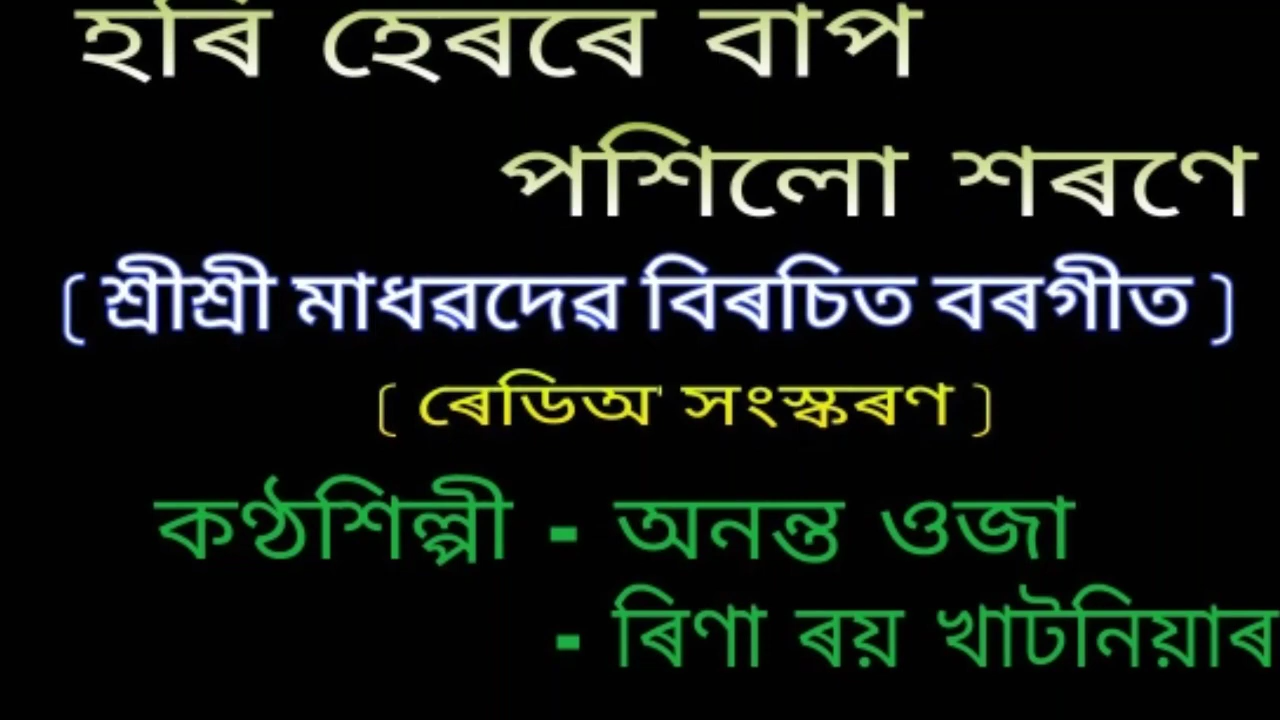 হৰি হেৰৰে বাপ
পশিলো শৰণে
( শ্ৰীশ্ৰী মাধৱদেৱ বিৰচিত বৰগীত )
( ৰেডিঅ' সংস্কৰণ )
কণ্ঠশিল্পী - অনন্ত ওজা
- ৰিণা ৰয় খাটনিয়াৰ